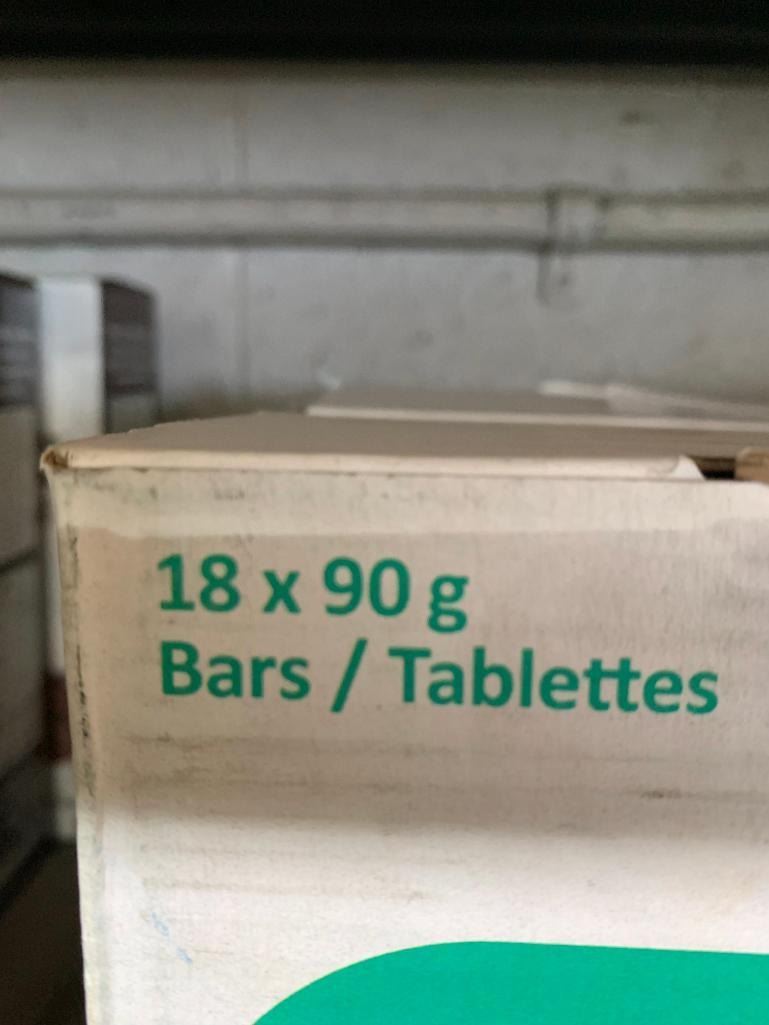 18 x 90 g
Bars / Tablettes